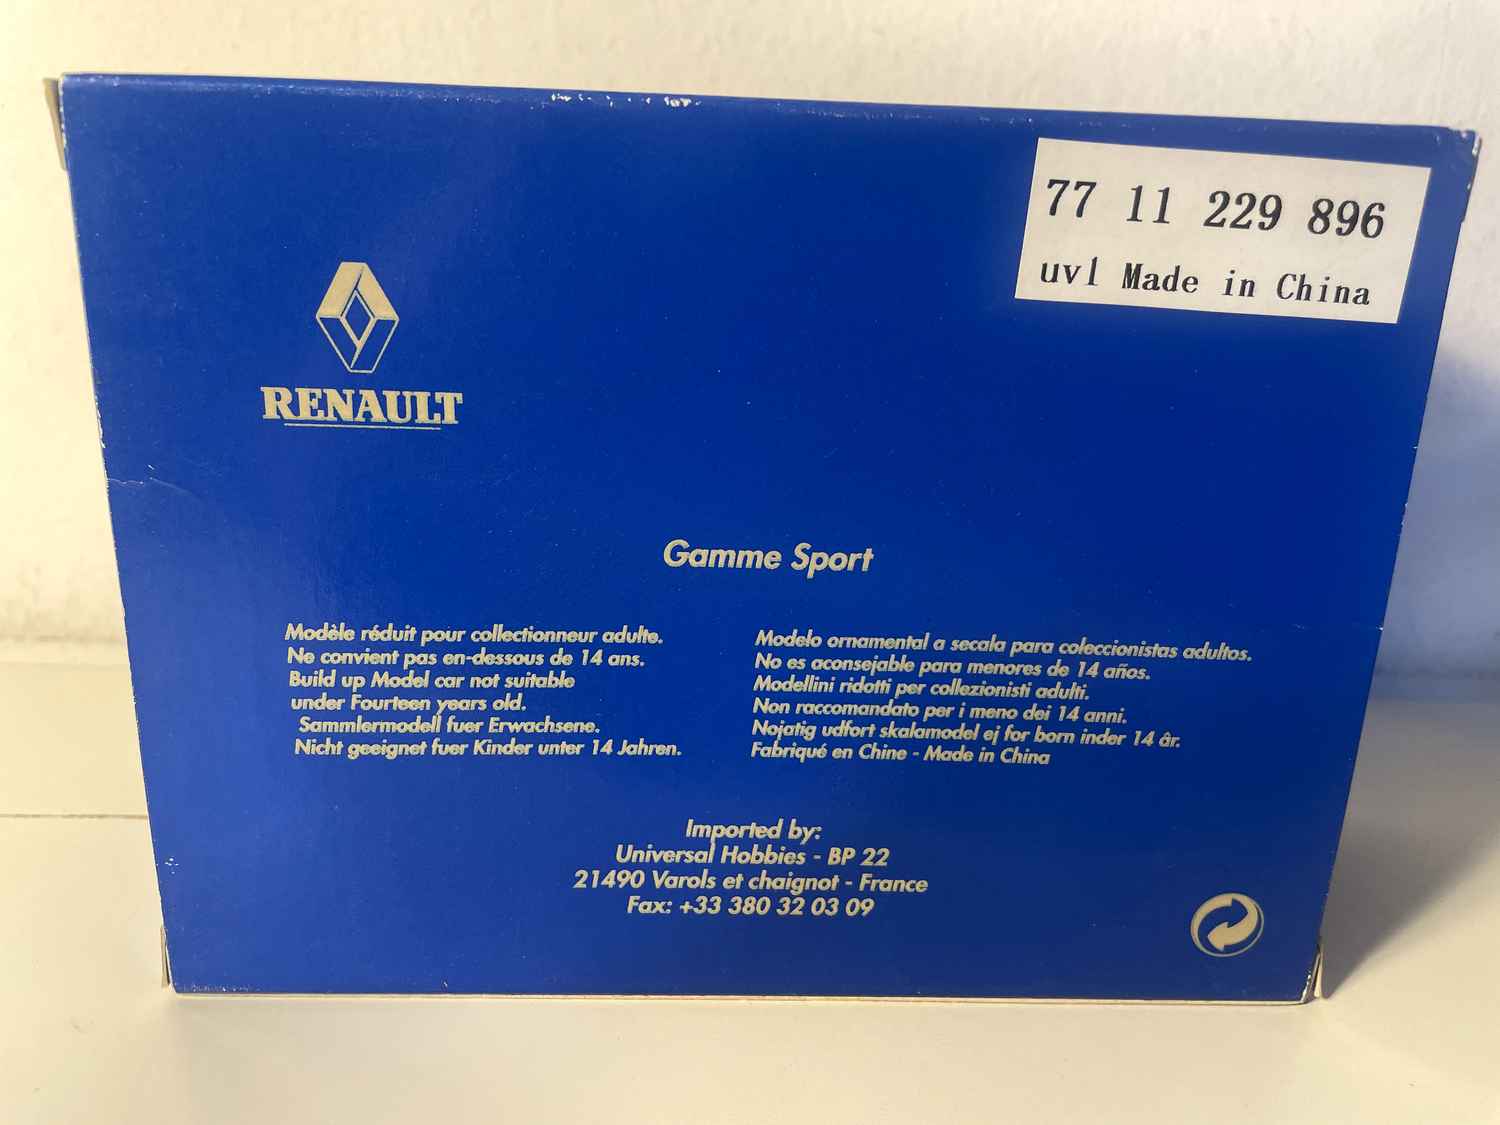 77 11 229 896
uvl Made in China
RENAULT
Gamme Sport
Modèle réduit pour collectionneur adulte.
Ne convient pas en-dessous de 14 ans.
Build up Model car not suitable
under Fourteen years old.
Sammlermodell fuer Erwachsene.
Nicht geeignet fuer Kinder unter 14 Jahren.
Modelo ornamental a secala para coleccionistas adultos.
No es aconsejable para menores de 14 años.
Modellini ridotti per collezionisti adulti.
Non raccomandato per i meno dei 14 anni.
Nojatig udfort skalamodel ej for born inder 14 âr.
Fabriqué en Chine - Made in China
Imported by:
Universal Hobbies - BP 22
21490 Varols et chaignot - France
Fax: +33 380 32 03 09